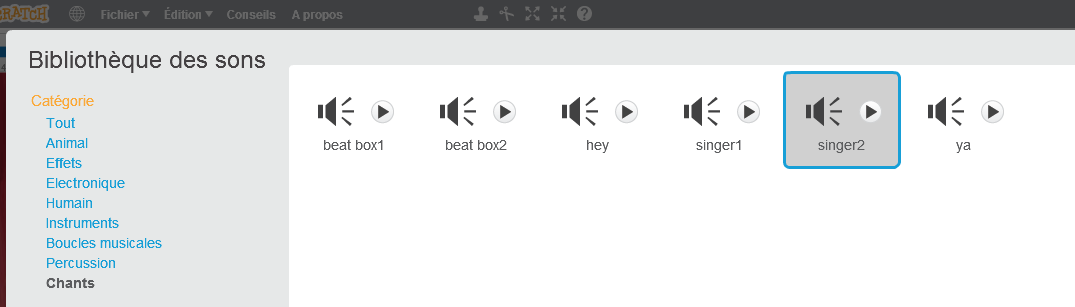 RATCH Fichier Édition Conseils A propos ?
Bibliothèque des sons
Catégorie
Tout
Animal
Effets
Electronique
Humain
Instruments
Boucles musicales
Percussion
Chants
beat box1 beat box2 hey singer1 singer2 ya